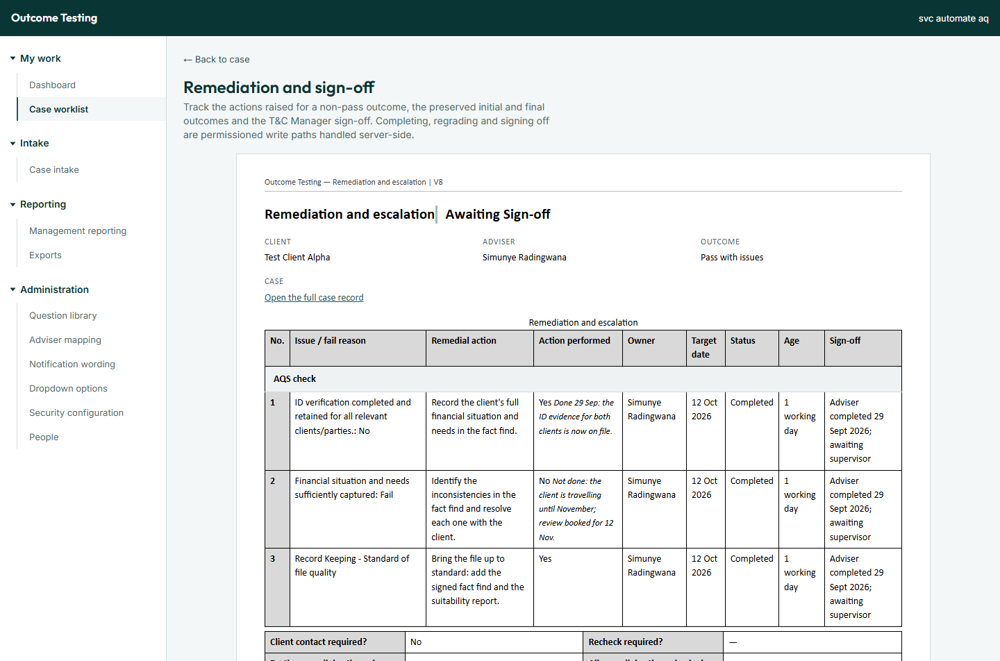 Outcome Testing
svc automate aq
My work
Dashboard
Case worklist
Intake
Case intake
Reporting
Management reporting
Exports
Administration
Question library
Adviser mapping
Notification wording
Dropdown options
Security configuration
People
← Back to case
Remediation and sign-off
Track the actions raised for a non-pass outcome, the preserved initial and final
outcomes and the T&C Manager sign-off. Completing, regrading and signing off
are permissioned write paths handled server-side.
Outcome Testing — Remediation and escalation | V8
Remediation and escalation Awaiting Sign-off
CLIENT
Test Client Alpha
ADVISER
Simunye Radingwana
OUTCOME
Pass with issues
CASE
Open the full case record
Remediation and escalation
No. Issue / fail reason Remedial action Action performed Owner Target date Status Age Sign-off
AQS check
1
ID verification completed and
retained for all relevant
clients/parties.: No
Record the client's full
financial situation and
needs in the fact find.
Yes Done 29 Sep: the
ID evidence for both
clients is now on file.
Simunye
Radingwana
12 Oct
2026
Completed
1
working
day
Adviser
completed 29
Sept 2026;
awaiting
supervisor
2
Financial situation and needs
sufficiently captured: Fail
Identify the
inconsistencies in the
fact find and resolve
each one with the
client.
No Not done: the
client is travelling
until November;
review booked for 12
Nov.
Simunye
Radingwana
12 Oct
2026
Completed
1
working
day
Adviser
completed 29
Sept 2026;
awaiting
supervisor
3
Record Keeping - Standard of
file quality
Bring the file up to
standard: add the
signed fact find and the
suitability report.
Yes
Simunye
Radingwana
12 Oct
2026
Completed
1
working
day
Adviser
completed 29
Sept 2026;
awaiting
supervisor
Client contact required? No Recheck required? —